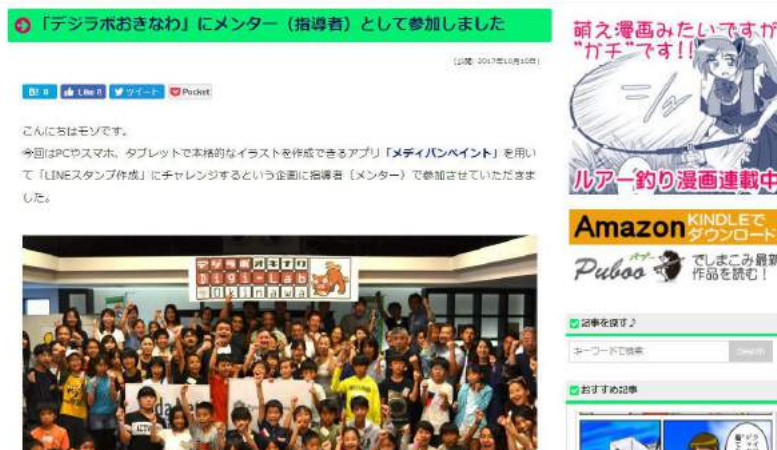 「デジラボおきなわ」にメンター（指導者）として参加しました
[公開: 2017年10月10日]
B! 0
Like 0
ツイート
Pocket
こんにちはモソです。
今回はPCやスマホ、タブレットで本格的なイラストを作成できるアプリ「メディバンペイント」を用い
て「LINEスタンプ作成」にチャレンジするという企画に指導者（メンター）で参加させていただきま
した。
デジラボオキナワ
Digi-Lab
Okinawa
萌え漫画みたいですが
"ガチ"です!!
ルアー釣り漫画連載中
Amazon KINDLEで
ダウンロード
Puboo パブー
でじまこみ最新
作品を読む！
記事を探す♪
キーワードで検索
Search
おすすめ記事